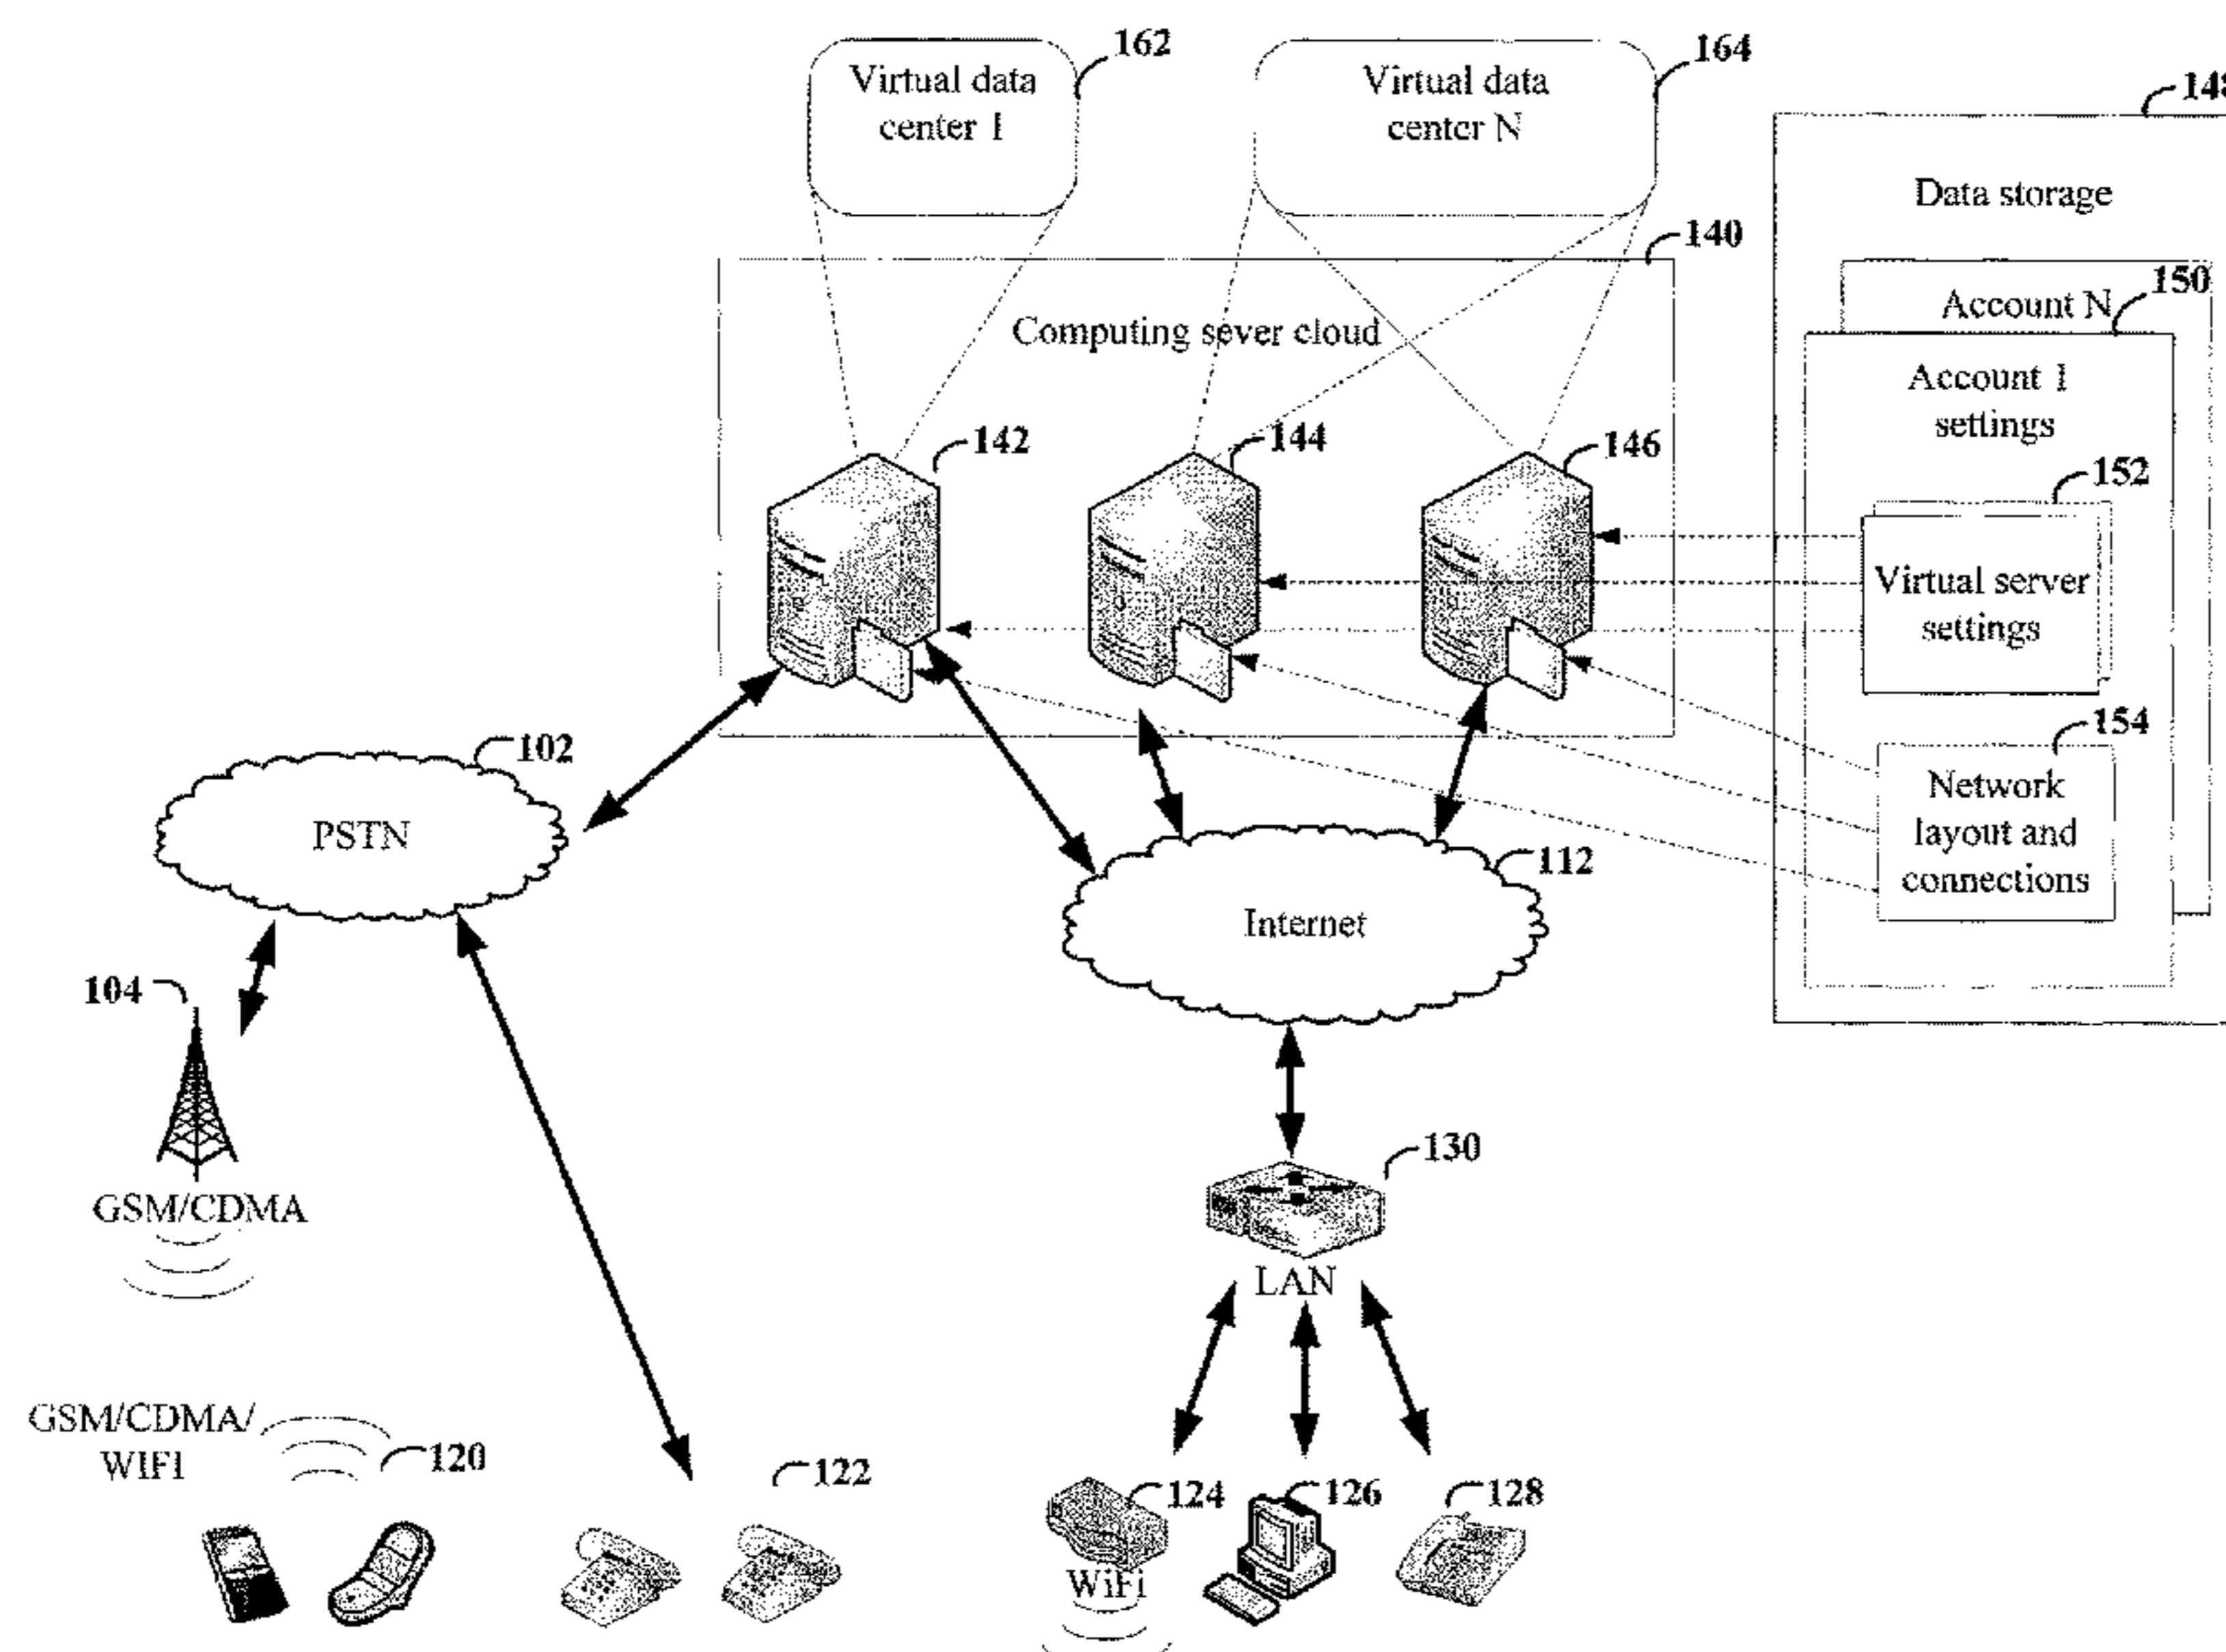 162
Virtual data
center 1
164
Virtual data
center N
148
Data storage
140
Computing sever cloud
150
Account N
Account 1
settings
142
144
146
152
Virtual server
settings
154
Network
layout and
connections
102
PSTN
112
Internet
104
GSM/CDMA
130
LAN
GSM/CDMA/
WIFI
120
122
124
126
128
WiFi